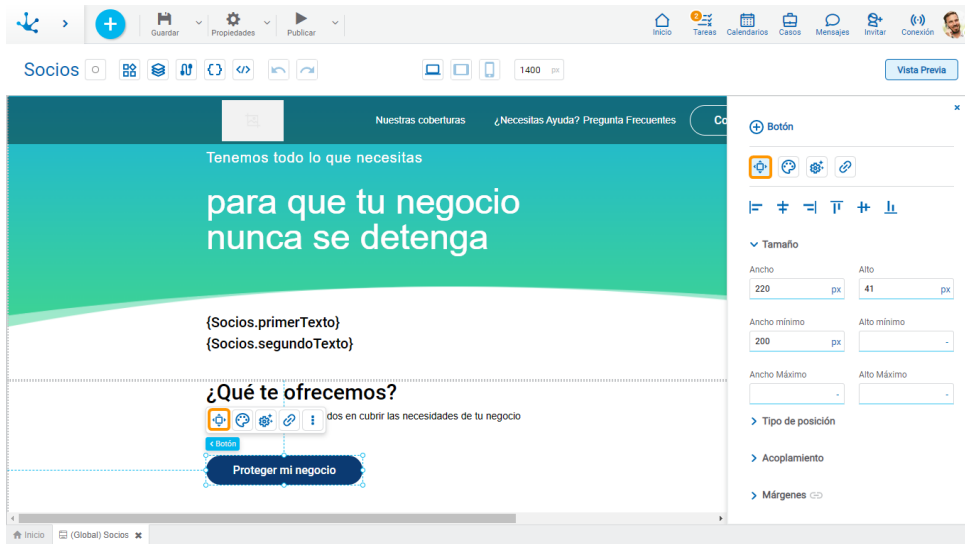 Guardar
Propiedades
Publicar
Inicio
2
Tareas
Calendarios
Casos
Mensajes
Invitar
Conexión
Socios
1400 px
Vista Previa
Nuestras coberturas
¿Necesitas Ayuda? Pregunta Frecuentes
Co
Tenemos todo lo que necesitas
para que tu negocio
nunca se detenga
{Socios.primerTexto}
{Socios.segundoTexto}
¿Qué te ofrecemos?
dos en cubrir las necesidades de tu negocio
< Botón
Proteger mi negocio
Botón
Tamaño
Ancho
Alto
220 px
41 px
Ancho mínimo
Alto mínimo
200 px
-
Ancho Máximo
Alto Máximo
-
-
Tipo de posición
Acoplamiento
Márgenes
Inicio
(Global) Socios